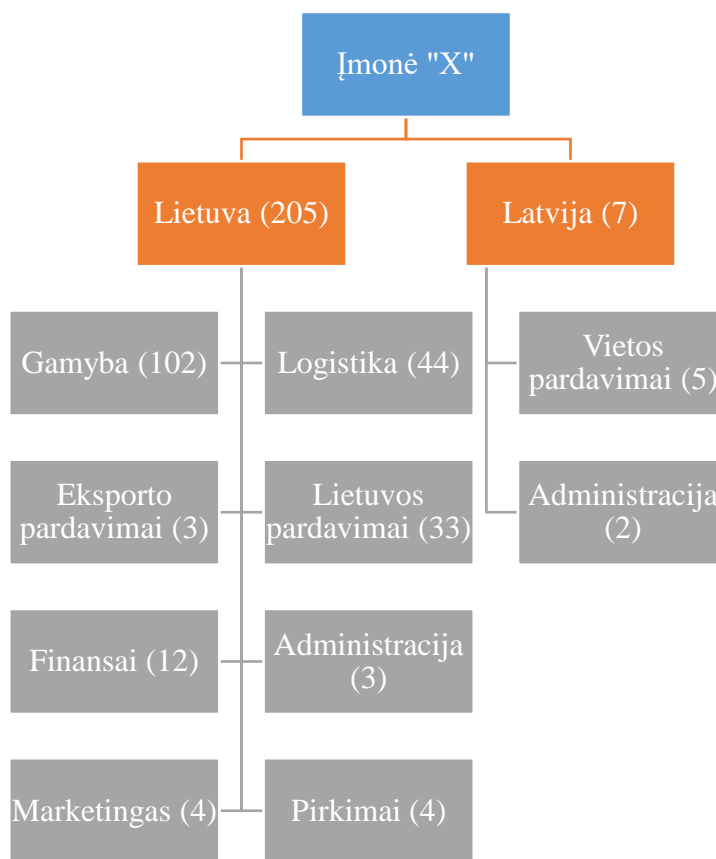 Įmonė "X"
Lietuva (205)
Latvija (7)
Gamyba (102)
Logistika (44)
Vietos
pardavimai (5)
Eksporto
pardavimai (3)
Lietuvos
pardavimai (33)
Administracija
(2)
Finansai (12)
Administracija
(3)
Marketingas (4)
Pirkimai (4)